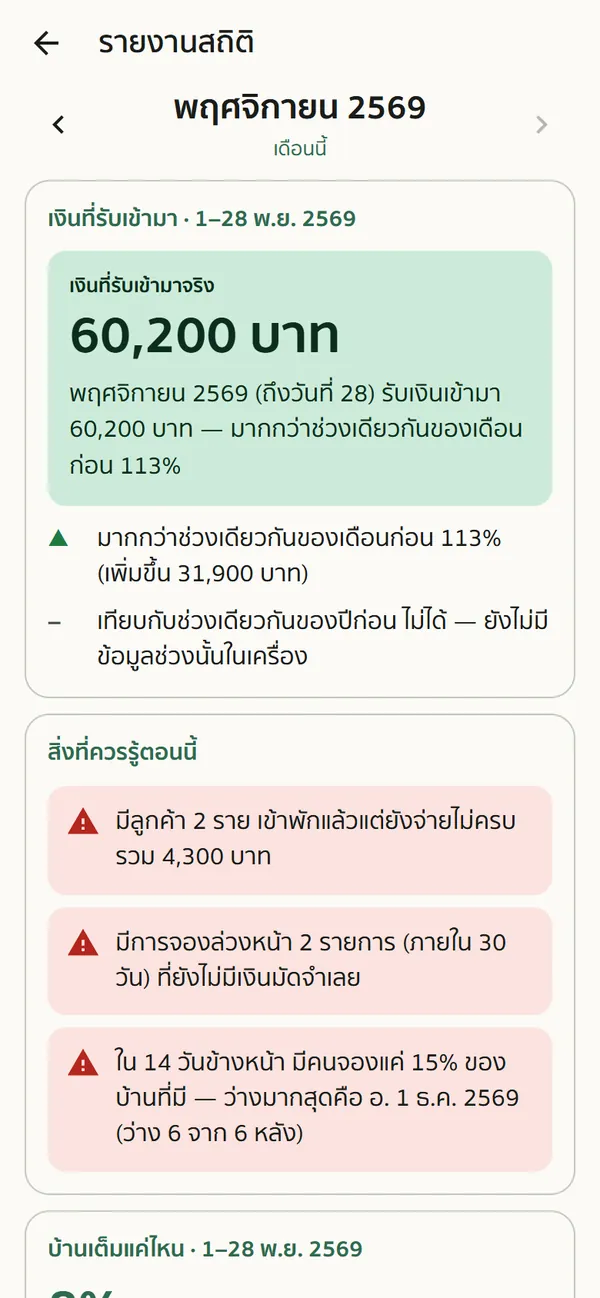 รายงานสถิติ
พฤศจิกายน 2569
เดือนนี้
เงินที่รับเข้ามา · 1–28 พ.ย. 2569
เงินที่รับเข้ามาจริง
60,200 บาท
พฤศจิกายน 2569 (ถึงวันที่ 28) รับเงินเข้ามา
60,200 บาท — มากกว่าช่วงเดียวกันของเดือน
ก่อน 113%
มากกว่าช่วงเดียวกันของเดือนก่อน 113%
(เพิ่มขึ้น 31,900 บาท)
– เทียบกับช่วงเดียวกันของปีก่อน ไม่ได้ — ยังไม่มี
ข้อมูลช่วงนั้นในเครื่อง
สิ่งที่ควรรู้ตอนนี้
มีลูกค้า 2 ราย เข้าพักแล้วแต่ยังจ่ายไม่ครบ
รวม 4,300 บาท
มีการจองล่วงหน้า 2 รายการ (ภายใน 30
วัน) ที่ยังไม่มีเงินมัดจำเลย
ใน 14 วันข้างหน้า มีคนจองแค่ 15% ของ
บ้านที่มี — ว่างมากสุดคือ อ. 1 ธ.ค. 2569
(ว่าง 6 จาก 6 หลัง)
บ้านเต็มแค่ไหน · 1–28 พ.ย. 2569